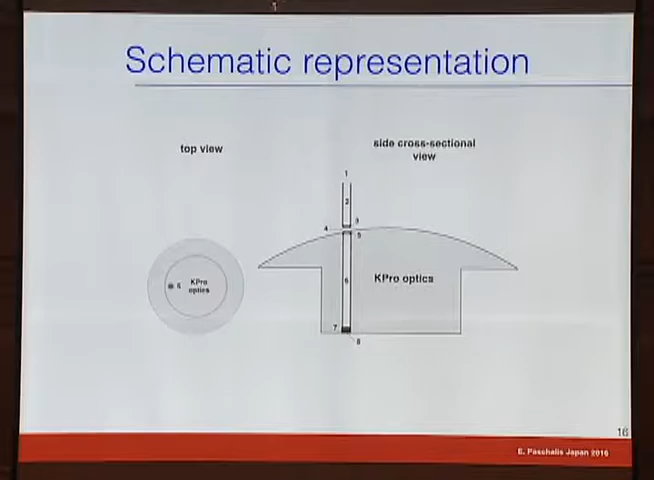 Schematic representation
top view
side cross-sectional
view
1
2
3
4
5
6
KPro optics
7
8
KPro
optics
16
E. Paschalis Japan 2016